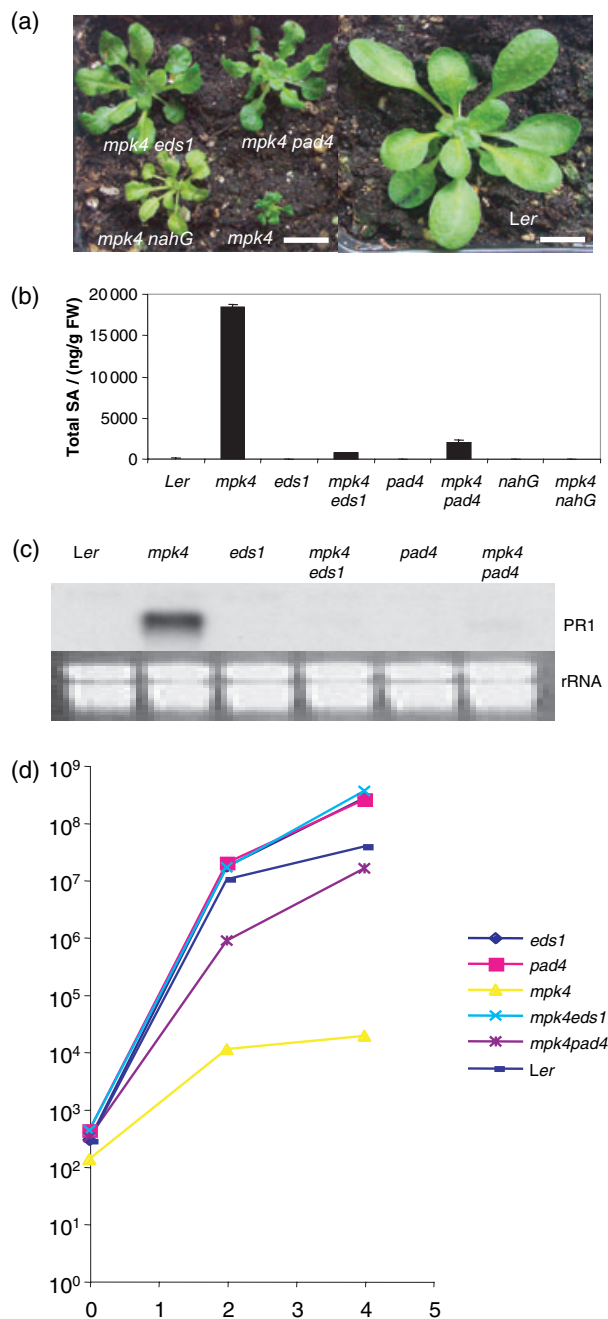 (a)
mpk4 eds1
mpk4 pad4
mpk4 nahG
mpk4
Ler
(b)
Total SA / (ng/g FW)
20 000
15 000
10 000
5000
0
Ler mpk4 eds1 mpk4 eds1 pad4 mpk4 pad4 nahG mpk4 nahG
(c)
Ler mpk4 eds1 mpk4 eds1 pad4 mpk4 pad4
PR1
rRNA
(d)
10⁹
10⁸
10⁷
10⁶
10⁵
10⁴
10³
10²
10¹
10⁰
0 1 2 3 4 5
eds1
pad4
mpk4
mpk4eds1
mpk4pad4
Ler